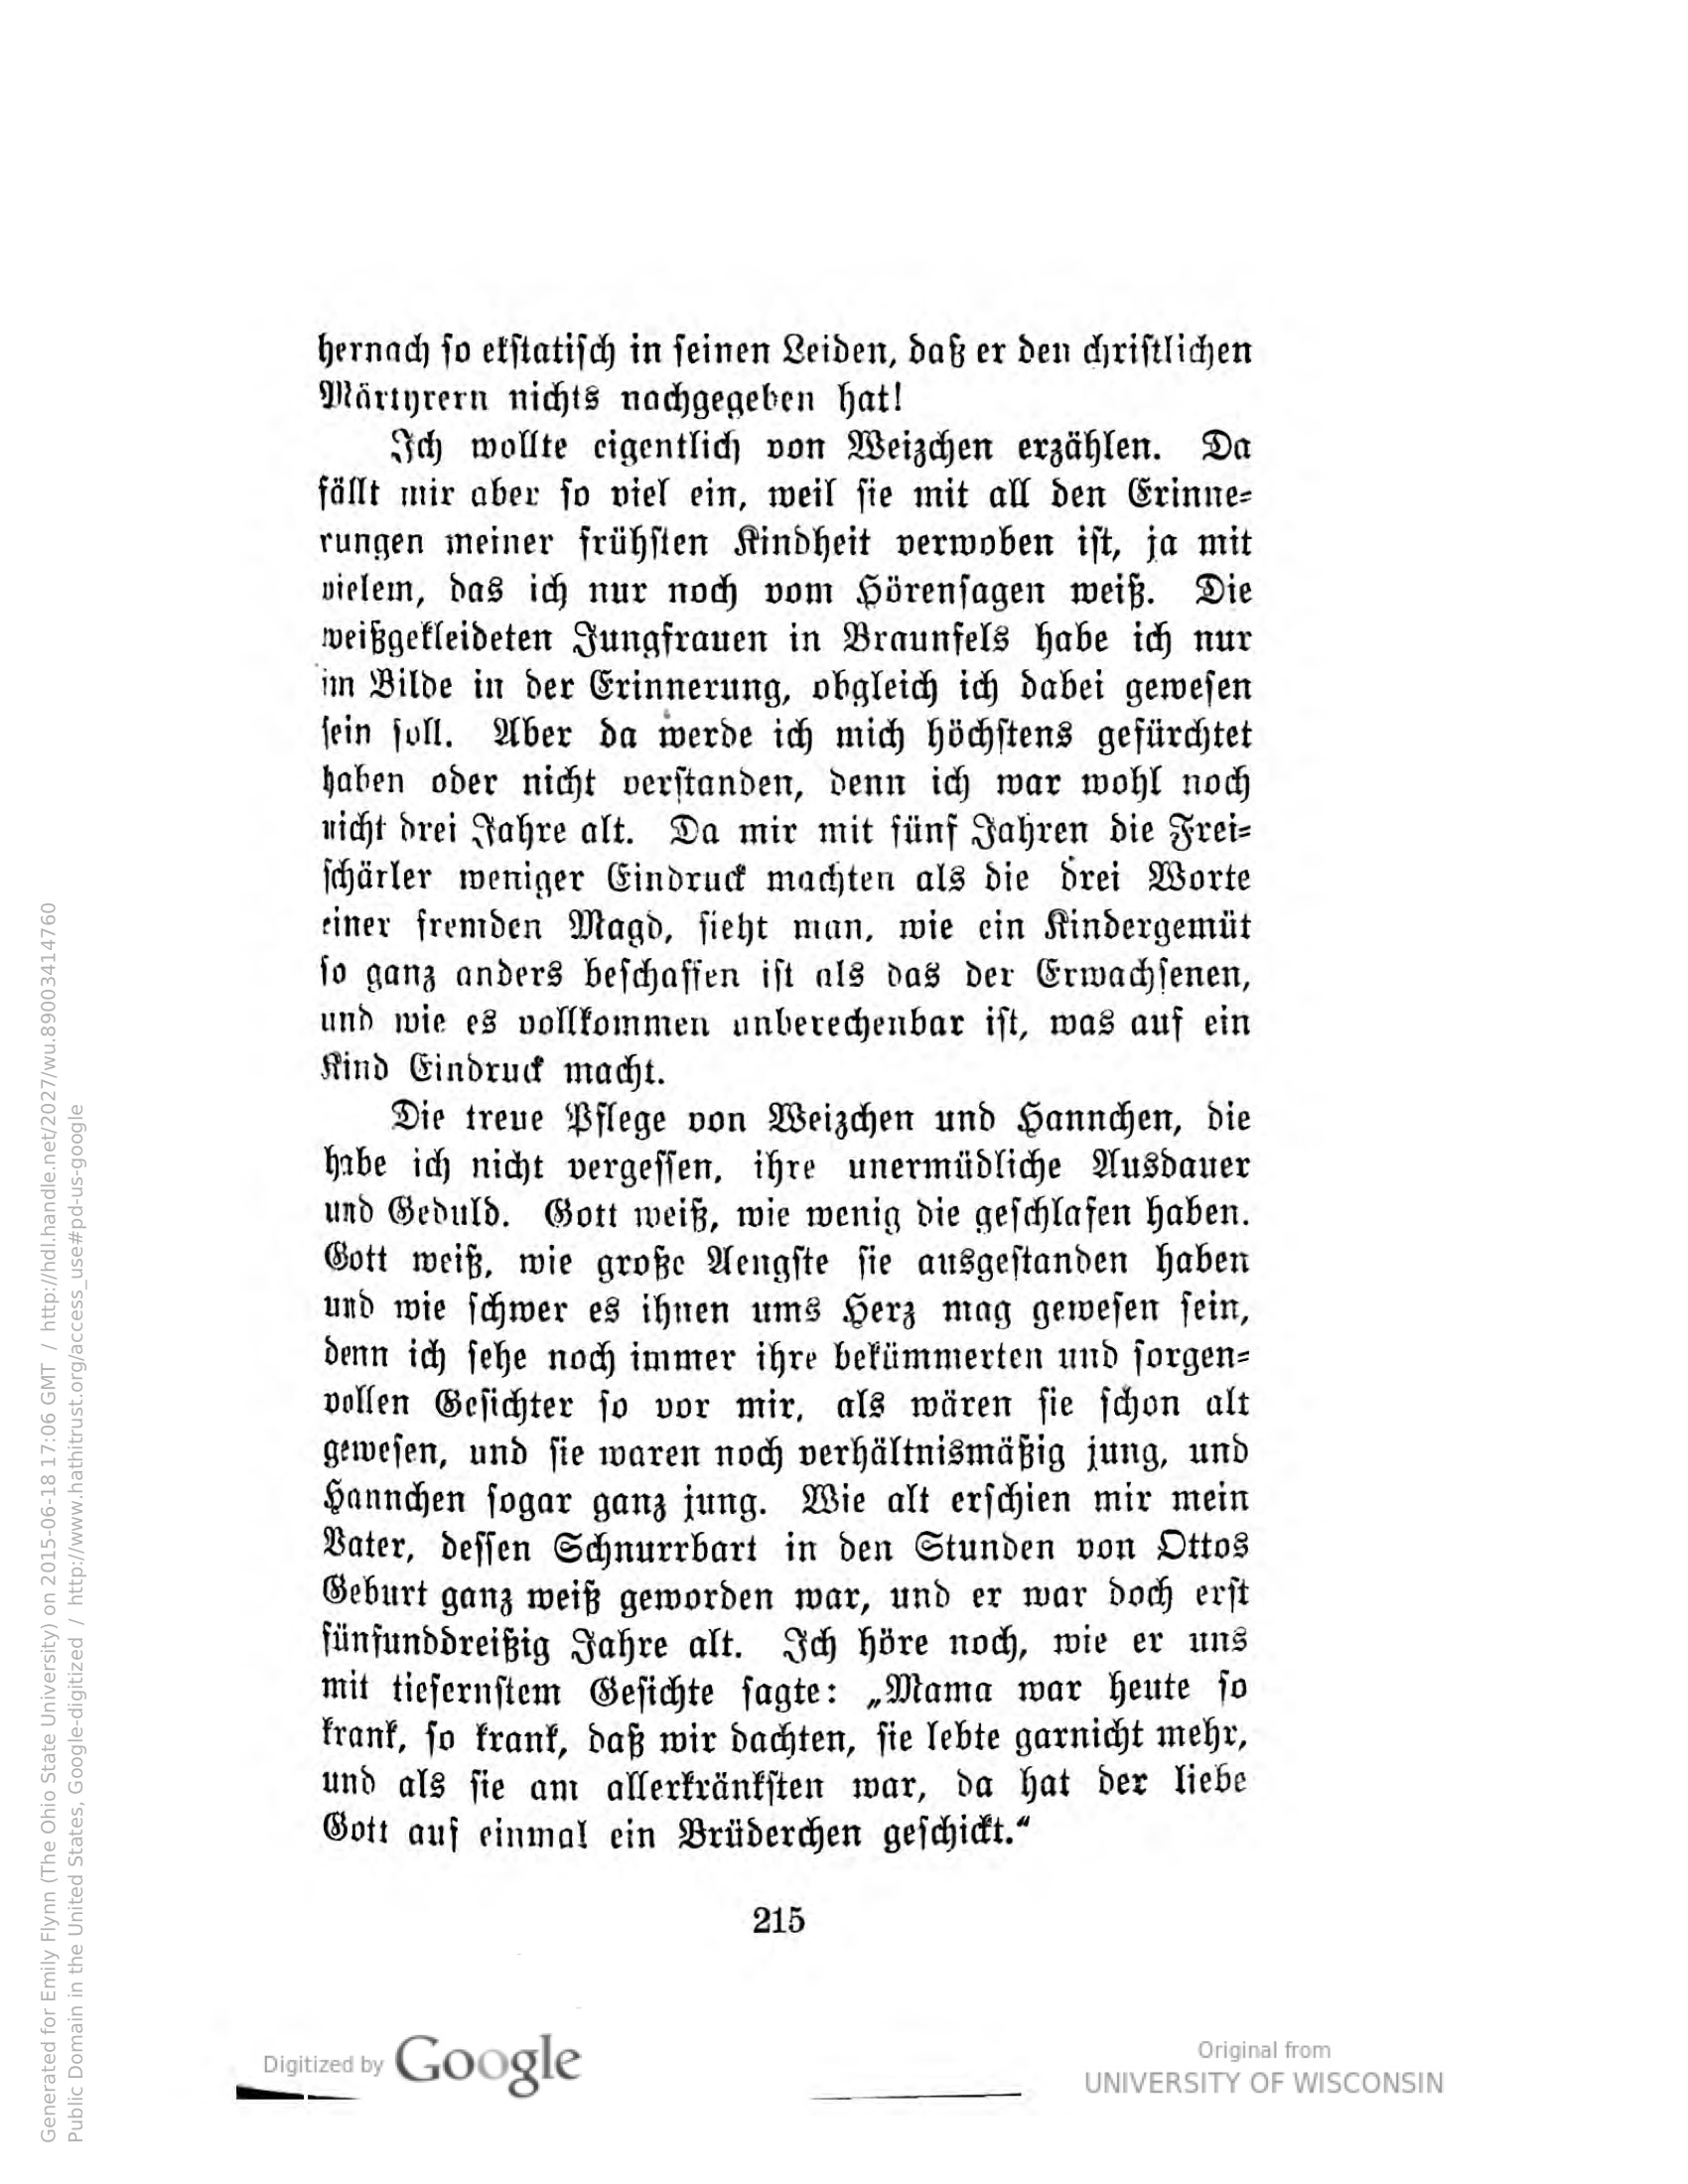 hernach so ekstatisch in seinen Leiden, daß er den christlichen
Märtyrern nichts nachgegeben hat!
Ich wollte eigentlich von Weizchen erzählen. Da
fällt mir aber so viel ein, weil sie mit all den Erinne-
rungen meiner frühsten Kindheit verwoben ist, ja mit
vielem, das ich nur noch vom Hörensagen weiß. Die
weißgekleideten Jungfrauen in Braunfels habe ich nur
im Bilde in der Erinnerung, obgleich ich dabei gewesen
sein soll. Aber da werde ich mich höchstens gefürchtet
haben oder nicht verstanden, denn ich war wohl noch
nicht drei Jahre alt. Da mir mit fünf Jahren die Frei-
schärler weniger Eindruck machten als die drei Worte
einer fremden Magd, sieht man, wie ein Kindergemüt
so ganz anders beschaffen ist als das der Erwachsenen,
und wie es vollkommen unberechenbar ist, was auf ein
Kind Eindruck macht.
Die treue Pflege von Weizchen und Hannchen, die
habe ich nicht vergessen, ihre unermüdliche Ausdauer
und Geduld. Gott weiß, wie wenig die geschlafen haben.
Gott weiß, wie große Aengste sie ausgestanden haben
und wie schwer es ihnen ums Herz mag gewesen sein,
denn ich sehe noch immer ihre bekümmerten und sorgen-
vollen Gesichter so vor mir, als wären sie schon alt
gewesen, und sie waren noch verhältnismäßig jung, und
Hannchen sogar ganz jung. Wie alt erschien mir mein
Vater, dessen Schnurrbart in den Stunden von Ottos
Geburt ganz weiß geworden war, und er war doch erst
fünfunddreißig Jahre alt. Ich höre noch, wie er uns
mit tiefernstem Gesichte sagte: „Mama war heute so
krank, so krank, daß wir dachten, sie lebte garnicht mehr,
und als sie am allerkränksten war, da hat der liebe
Gott auf einmal ein Brüderchen geschickt.“
215
Digitized by Google
Original from
UNIVERSITY OF WISCONSIN
Generated for Emily Flynn (The Ohio State University) on 2015-06-18 17:06 GMT / http://hdl.handle.net/2027/wu.89003414760
Public Domain in the United States, Google-digitized / http://www.hathitrust.org/access_use#pd-us-google